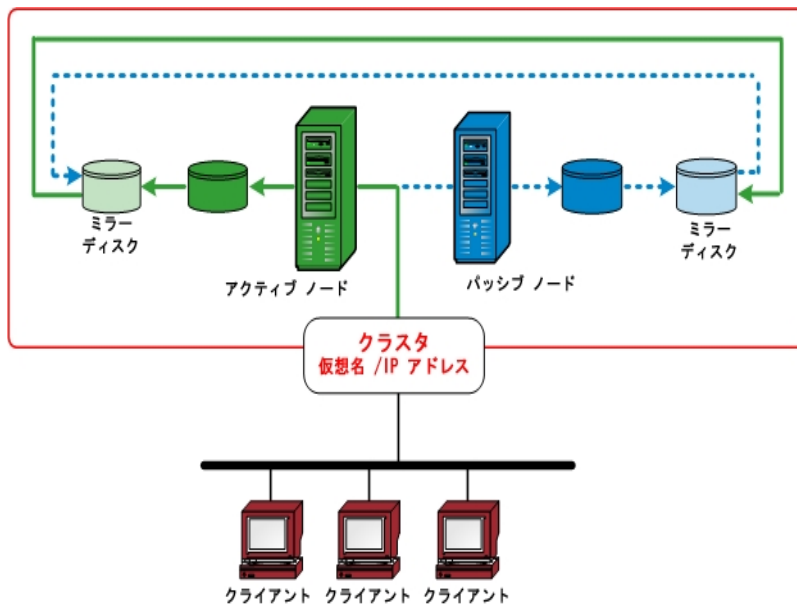 ミラー
ディスク
アクティブ ノード
パッシブ ノード
ミラー
ディスク
クラスタ
仮想名 /IP アドレス
クライアント
クライアント
クライアント